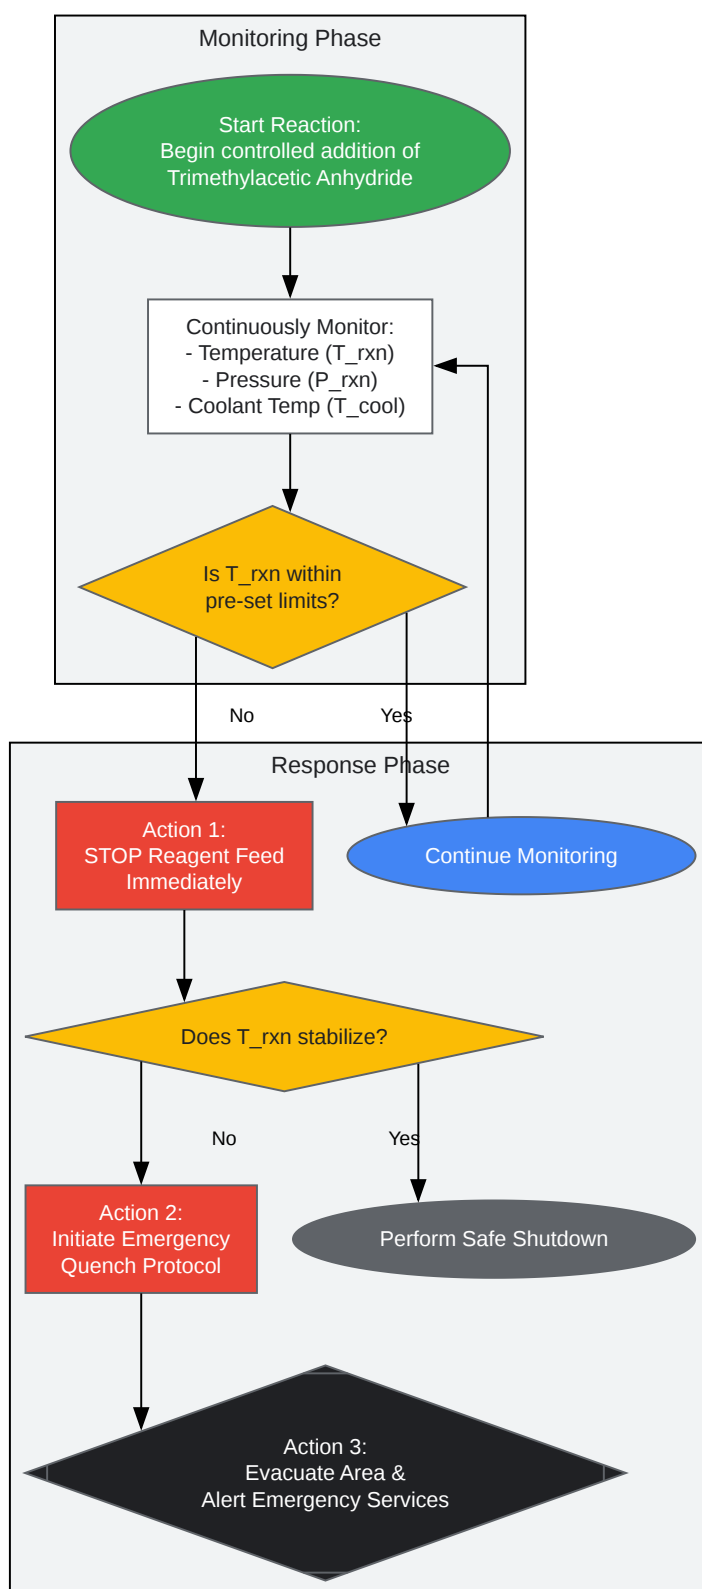 Monitoring Phase
Start Reaction:
Begin controlled addition of
Trimethylacetic Anhydride
Continuously Monitor:
- Temperature (T_rxn)
- Pressure (P_rxn)
- Coolant Temp (T_cool)
Is T_rxn within
pre-set limits?
No
Yes
Response Phase
Action 1:
STOP Reagent Feed
Immediately
Continue Monitoring
Does T_rxn stabilize?
No
Yes
Action 2:
Initiate Emergency
Quench Protocol
Perform Safe Shutdown
Action 3:
Evacuate Area &
Alert Emergency Services